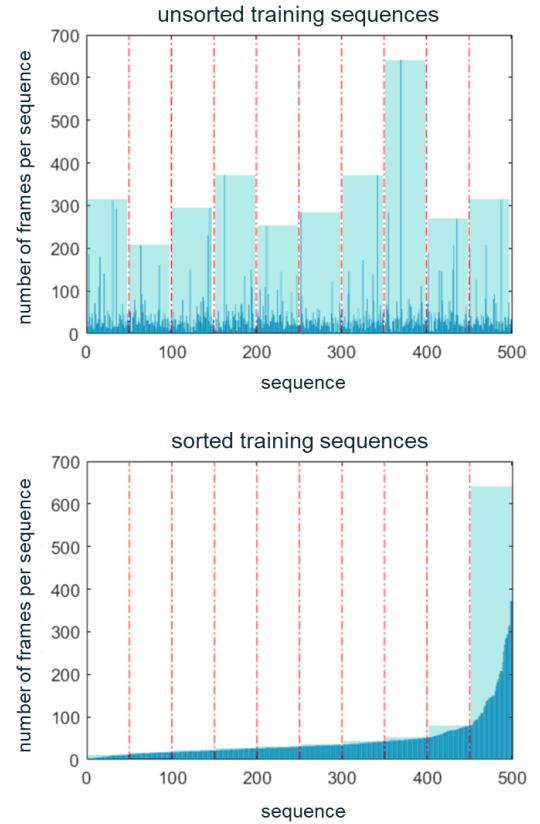 unsorted training sequences
700
600
500
400
300
200
100
0
number of frames per sequence
0 100 200 300 400 500
sequence
sorted training sequences
700
600
500
400
300
200
100
0
number of frames per sequence
0 100 200 300 400 500
sequence